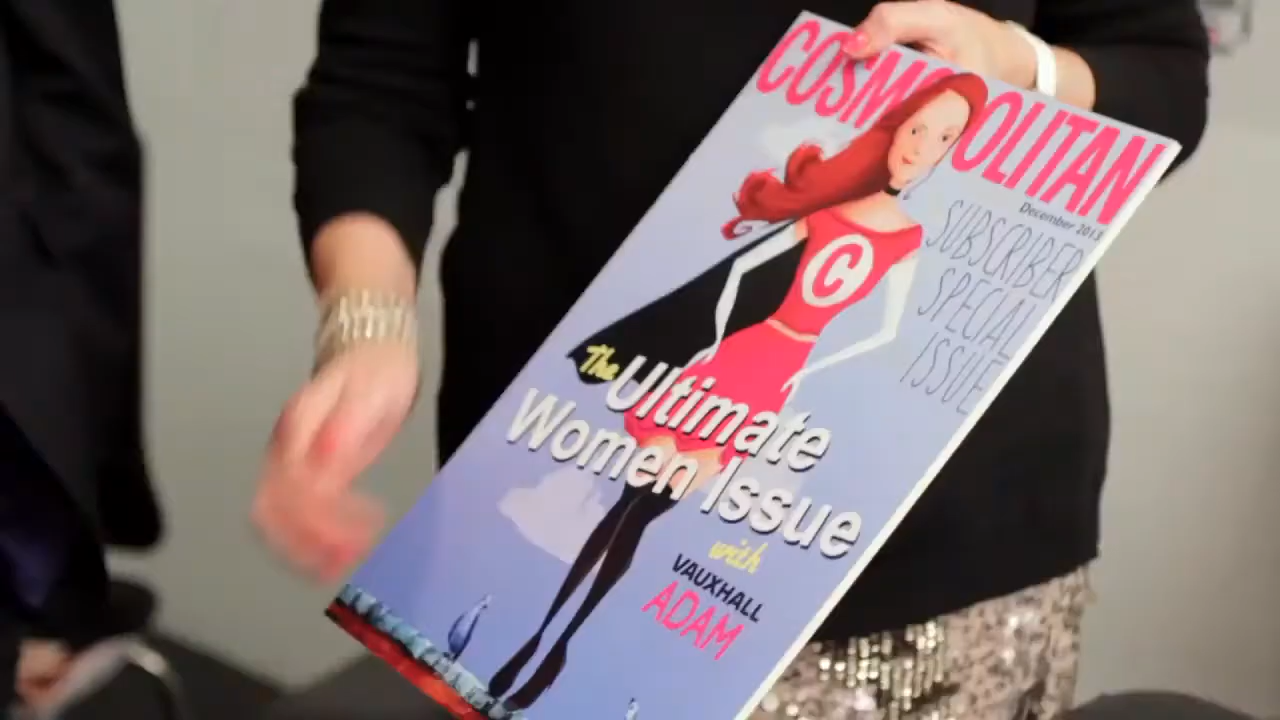 COSMOPOLITAN
December 2013
SUBSCRIBER
SPECIAL
ISSUE
C
The Ultimate
Women Issue
with
VAUXHALL
ADAM